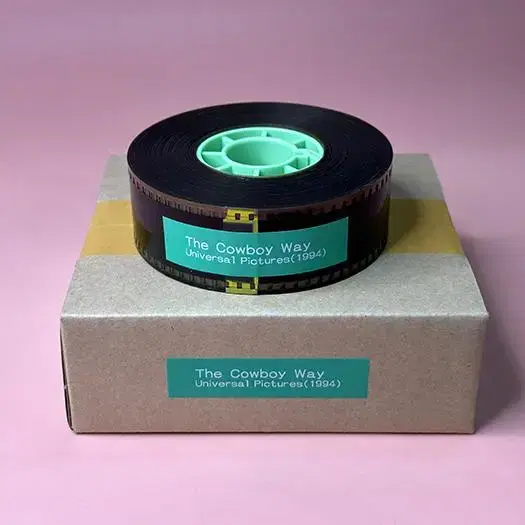 The Cowboy Way
Universal Pictures(1994)
The Cowboy Way
Universal Pictures(1994)